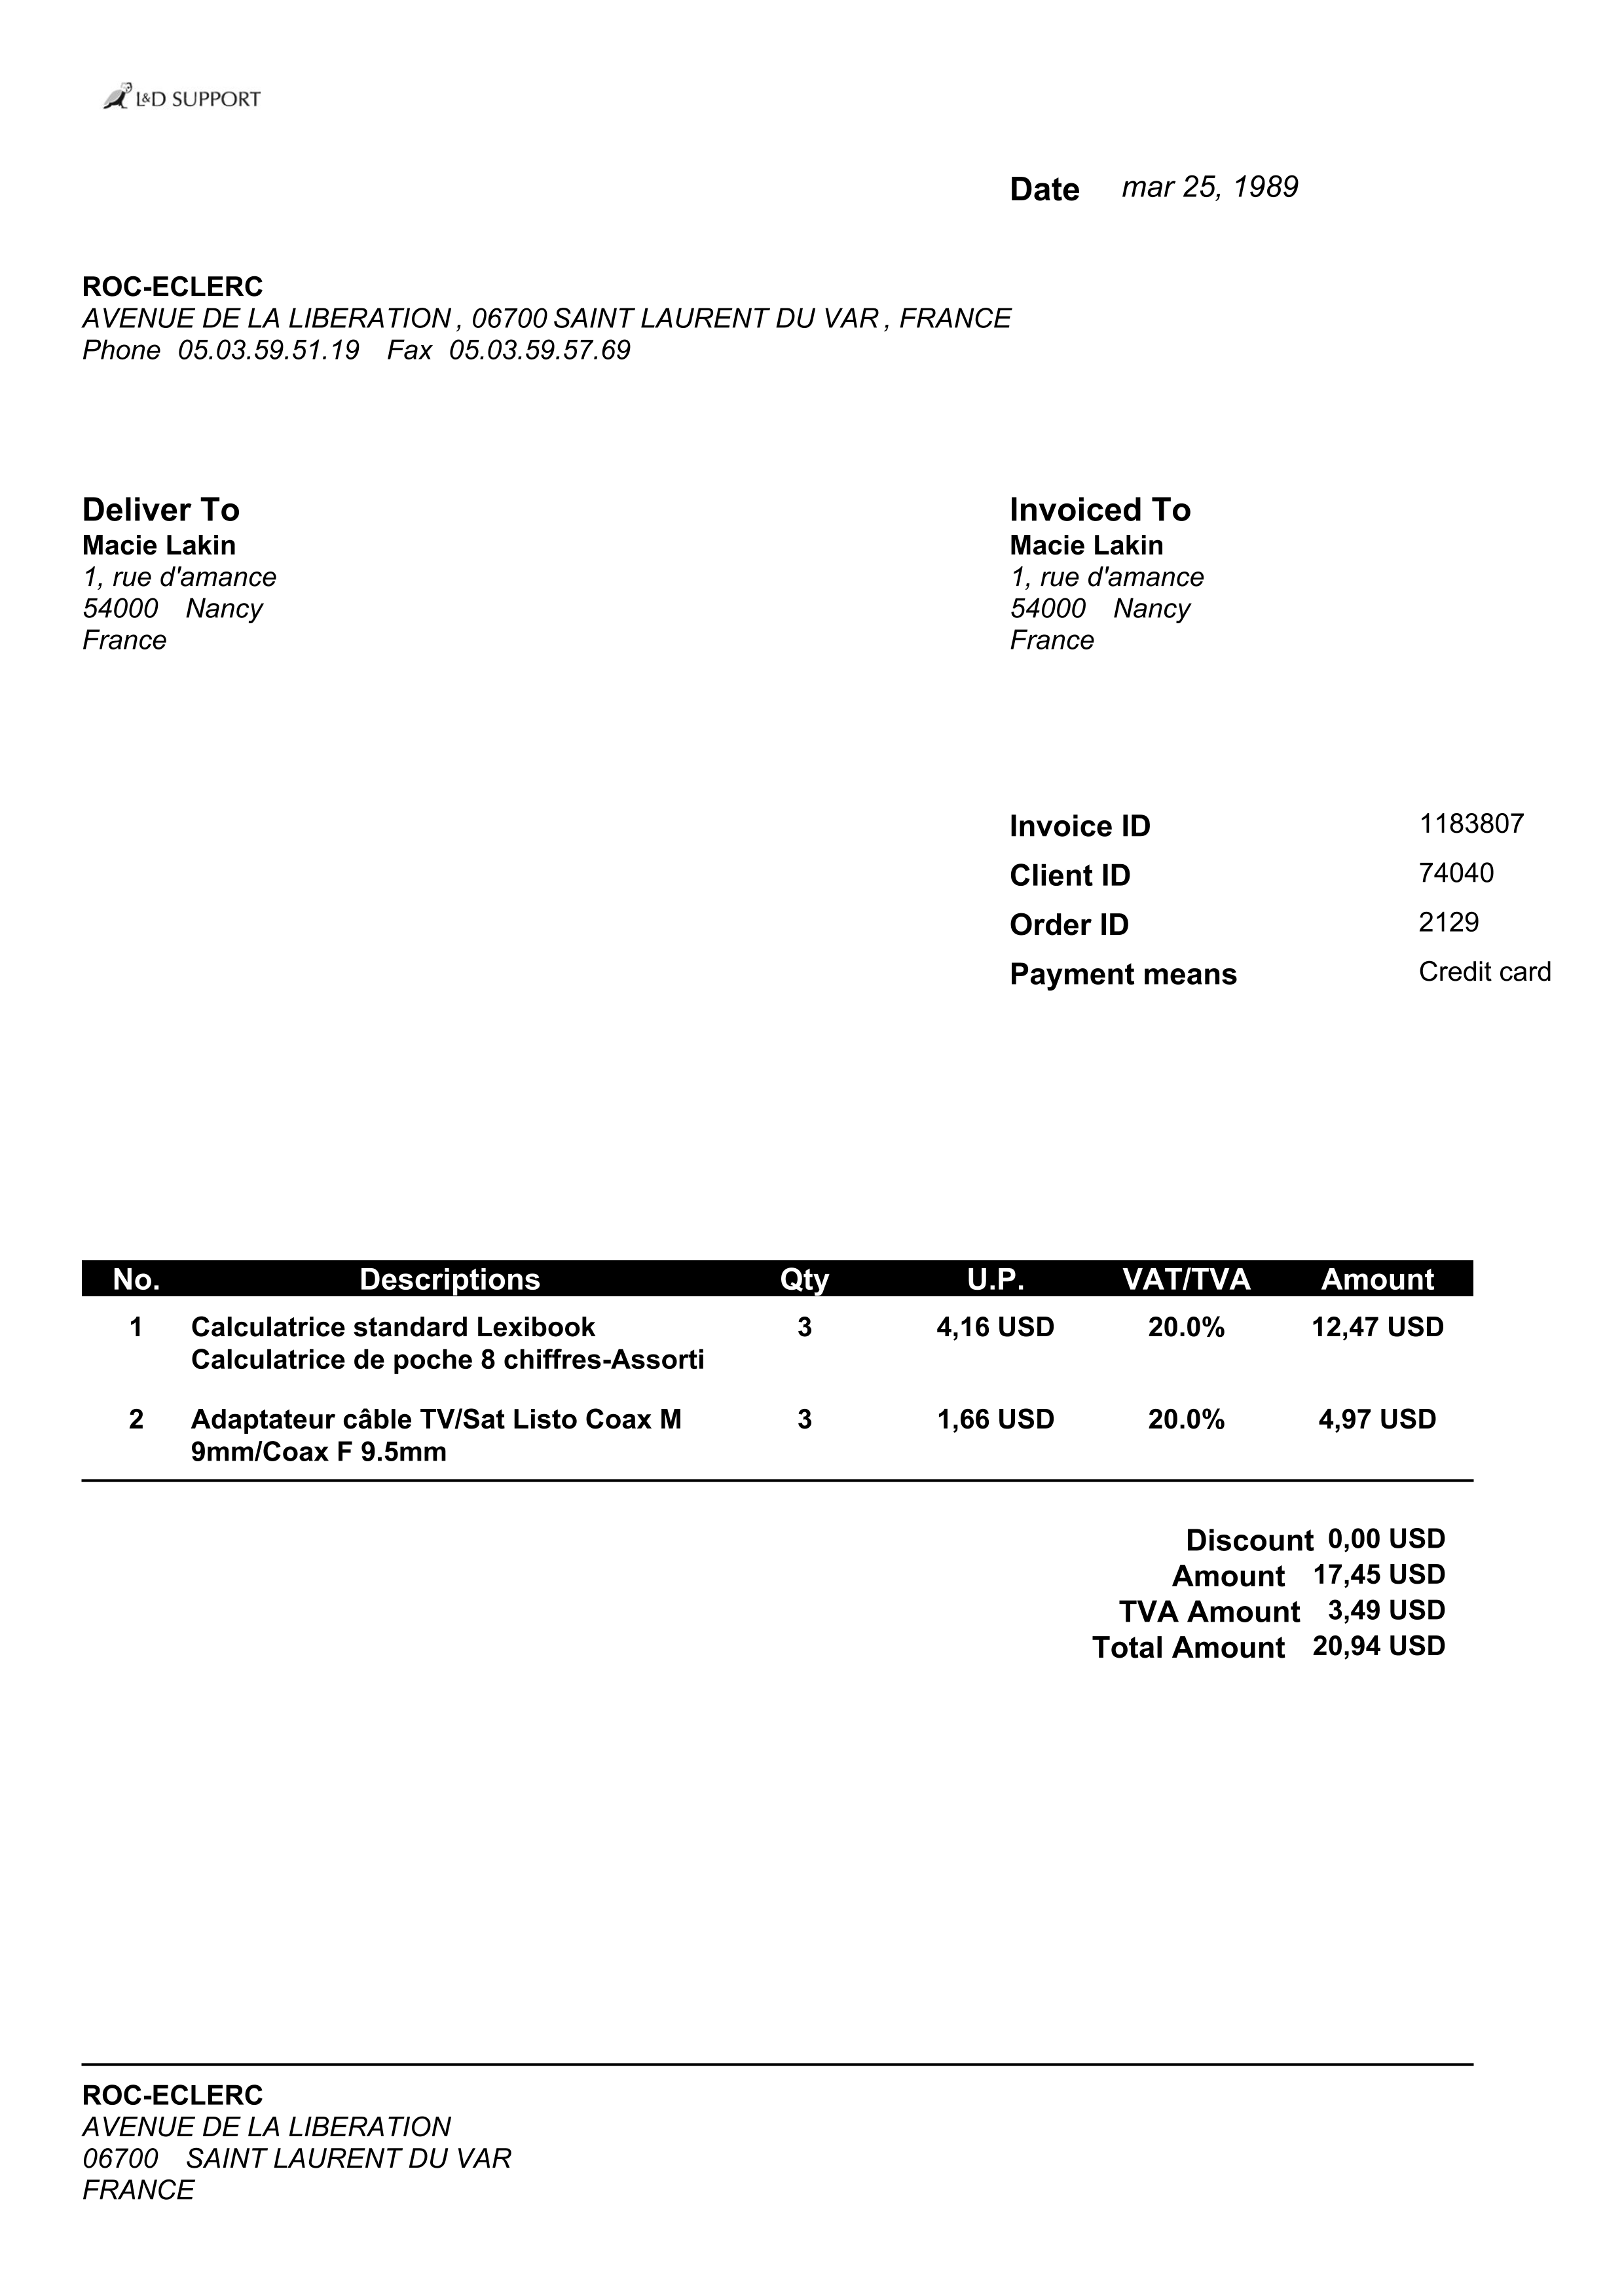 L&D SUPPORT
Date mar 25, 1989
ROC-ECLERC
AVENUE DE LA LIBERATION , 06700 SAINT LAURENT DU VAR , FRANCE
Phone 05.03.59.51.19 Fax 05.03.59.57.69
Deliver To
Macie Lakin
1, rue d'amance
54000 Nancy
France
Invoiced To
Macie Lakin
1, rue d'amance
54000 Nancy
France
Invoice ID 1183807
Client ID 74040
Order ID 2129
Payment means Credit card
No. Descriptions Qty U.P. VAT/TVA Amount
1 Calculatrice standard Lexibook 3 4,16 USD 20.0% 12,47 USD
Calculatrice de poche 8 chiffres-Assorti
2 Adaptateur câble TV/Sat Listo Coax M 3 1,66 USD 20.0% 4,97 USD
9mm/Coax F 9.5mm
Discount 0,00 USD
Amount 17,45 USD
TVA Amount 3,49 USD
Total Amount 20,94 USD
ROC-ECLERC
AVENUE DE LA LIBERATION
06700 SAINT LAURENT DU VAR
FRANCE